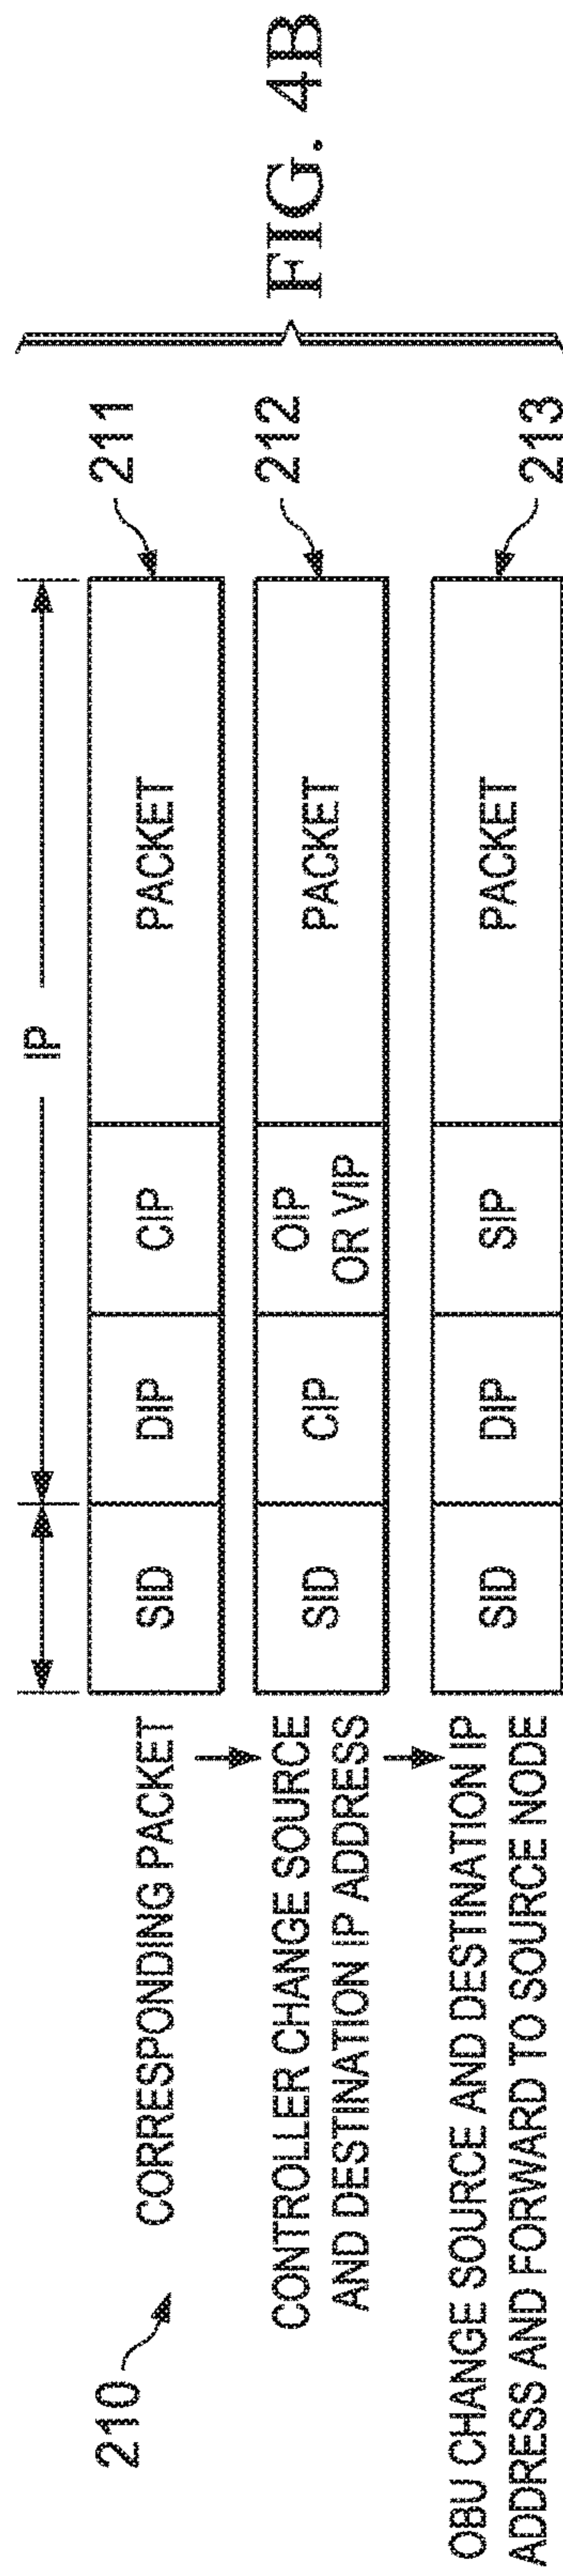 IP
210
CORRESPONDING PACKET
SID
DIP
CIP
PACKET
211
CONTROLLER CHANGE SOURCE
AND DESTINATION IP ADDRESS
SID
CIP
OIP
OR VIP
PACKET
212
OBU CHANGE SOURCE AND DESTINATION IP
ADDRESS AND FORWARD TO SOURCE NODE
SID
DIP
SIP
PACKET
213
FIG. 4B